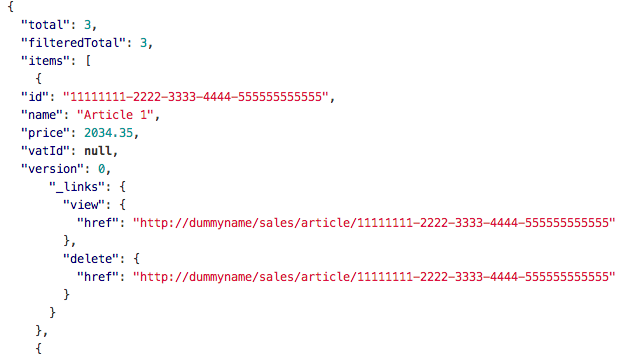 {
  "total": 3,
  "filteredTotal": 3,
  "items": [
    {
  "id": "11111111-2222-3333-4444-555555555555",
  "name": "Article 1",
  "price": 2034.35,
  "vatId": null,
  "version": 0,
      "_links": {
        "view": {
          "href": "http://dummyname/sales/article/11111111-2222-3333-4444-555555555555"
        },
        "delete": {
          "href": "http://dummyname/sales/article/11111111-2222-3333-4444-555555555555"
        }
      }
    },
    {